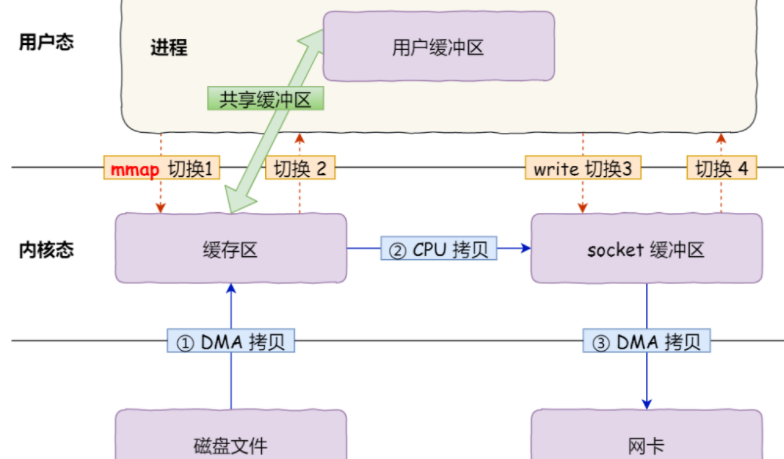 用户态
进程
用户缓冲区
共享缓冲区
mmap 切换1
切换 2
write 切换3
切换 4
内核态
缓存区
② CPU 拷贝
socket 缓冲区
① DMA 拷贝
③ DMA 拷贝
磁盘文件
网卡